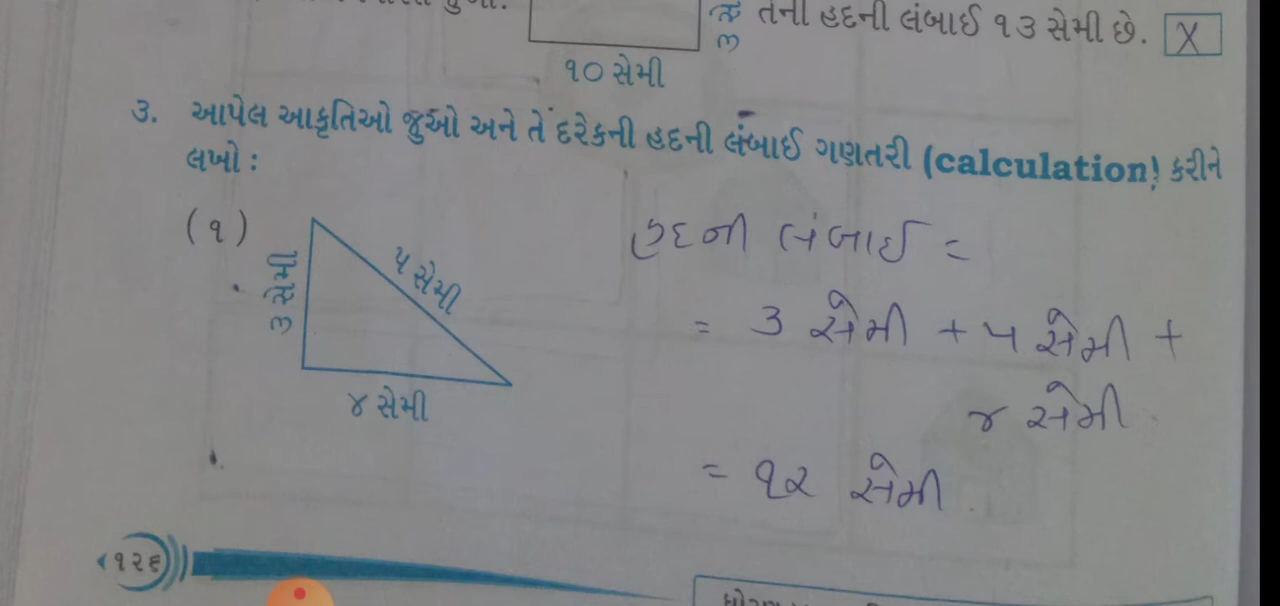 તેની હદની લંબાઈ ૧૩ સેમી છે. X
૧૦ સેમી
૩. આપેલ આકૃતિઓ જુઓ અને તે દરેકની હદની લંબાઈ ગણતરી (calculation) કરીને
લખો :
(૧)
૩ સેમી
૫ સેમી
૪ સેમી
હદની લંબાઈ =
= ૩ સેમી + ૫ સેમી +
૪ સેમી
= ૧૨ સેમી
૧૨૬